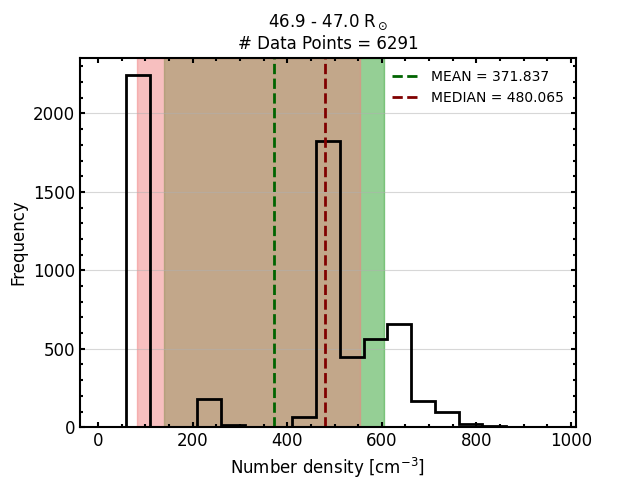 46.9 - 47.0 R⊙
# Data Points = 6291
MEAN = 371.837
MEDIAN = 480.065
Frequency
2000
1500
1000
500
0
0 200 400 600 800 1000
Number density [cm⁻³]